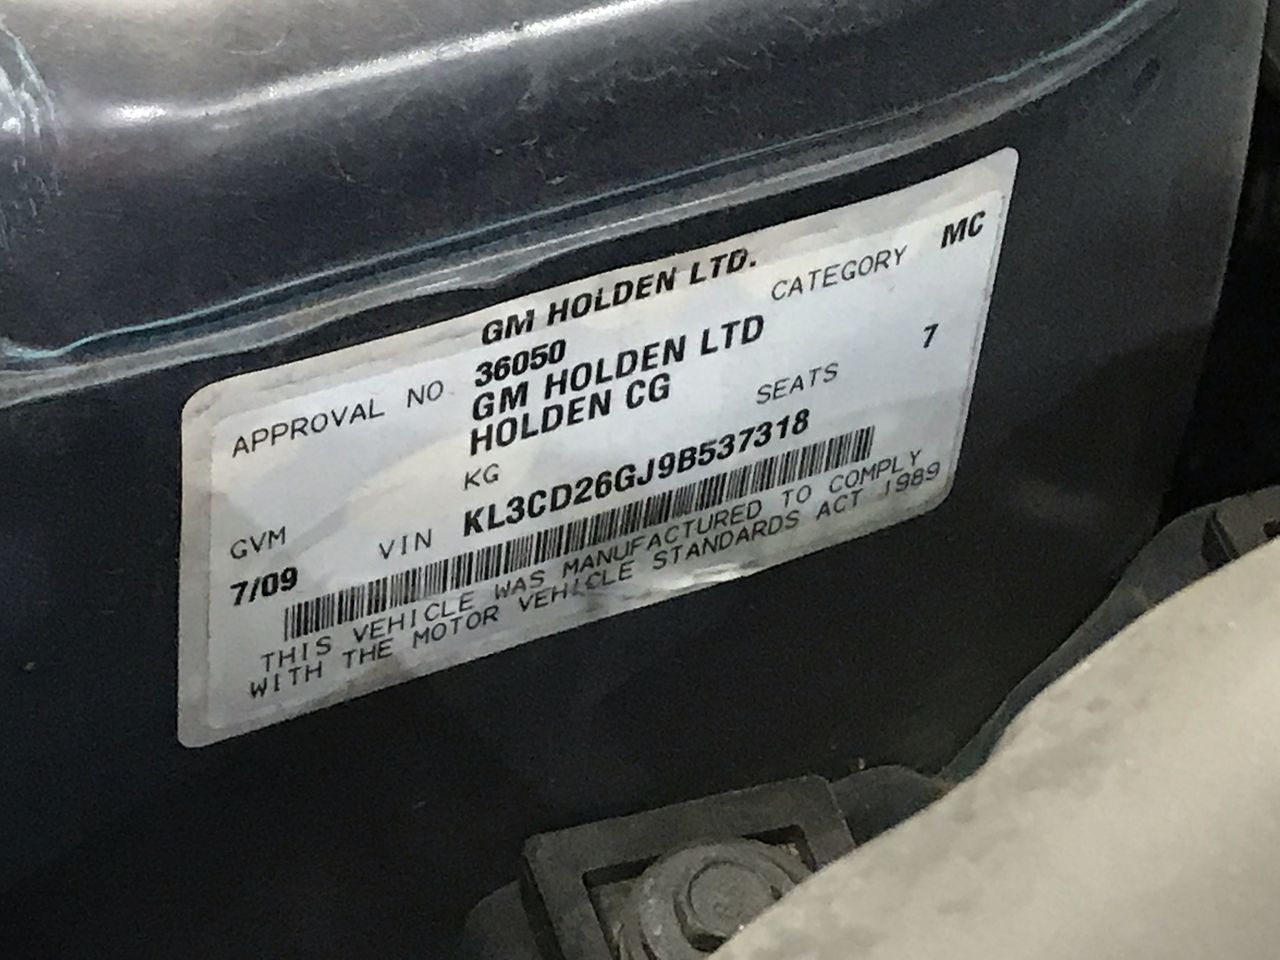 GM HOLDEN LTD.
APPROVAL NO 36050 CATEGORY MC
GM HOLDEN LTD
HOLDEN CG SEATS 7
GVM KG
7/09 VIN KL3CD26GJ9B537318
THIS VEHICLE WAS MANUFACTURED TO COMPLY
WITH THE MOTOR VEHICLE STANDARDS ACT 1989